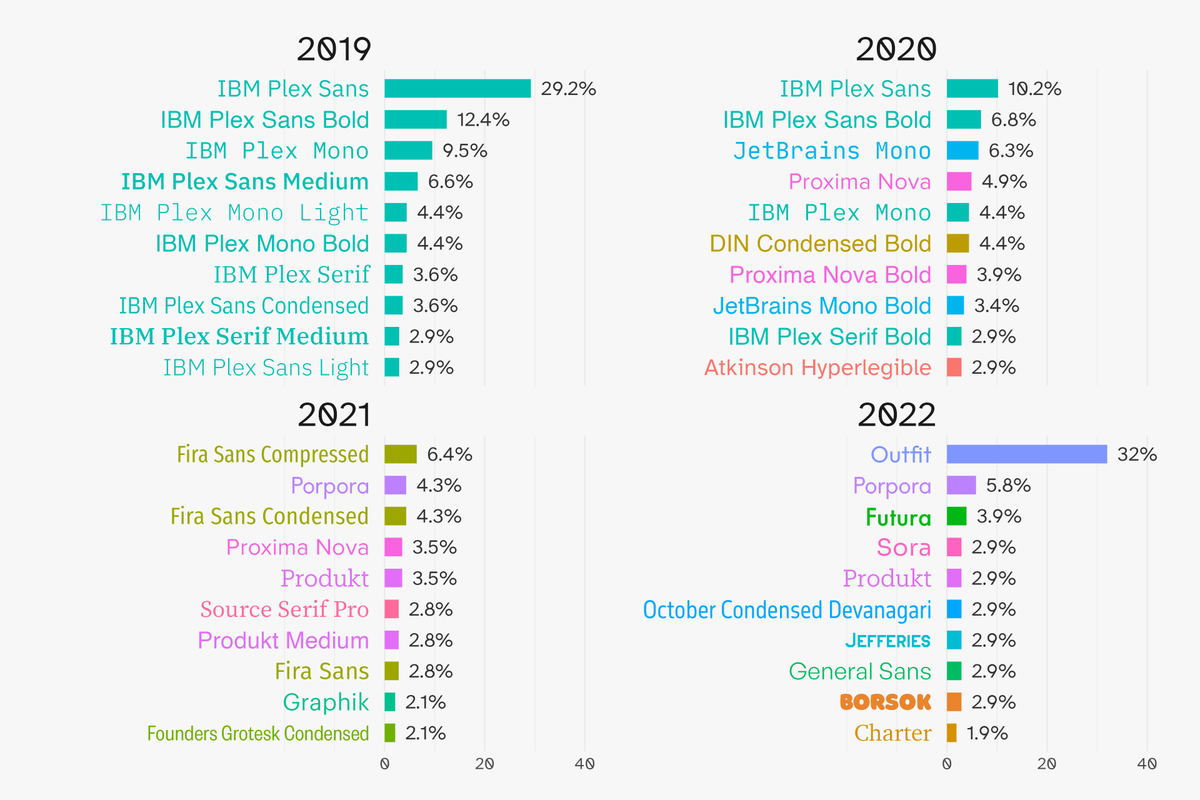 2019
IBM Plex Sans 29.2%
IBM Plex Sans Bold 12.4%
IBM Plex Mono 9.5%
IBM Plex Sans Medium 6.6%
IBM Plex Mono Light 4.4%
IBM Plex Mono Bold 4.4%
IBM Plex Serif 3.6%
IBM Plex Sans Condensed 3.6%
IBM Plex Serif Medium 2.9%
IBM Plex Sans Light 2.9%
2020
IBM Plex Sans 10.2%
IBM Plex Sans Bold 6.8%
JetBrains Mono 6.3%
Proxima Nova 4.9%
IBM Plex Mono 4.4%
DIN Condensed Bold 4.4%
Proxima Nova Bold 3.9%
JetBrains Mono Bold 3.4%
IBM Plex Serif Bold 2.9%
Atkinson Hyperlegible 2.9%
2021
Fira Sans Compressed 6.4%
Porpora 4.3%
Fira Sans Condensed 4.3%
Proxima Nova 3.5%
Produkt 3.5%
Source Serif Pro 2.8%
Produkt Medium 2.8%
Fira Sans 2.8%
Graphik 2.1%
Founders Grotesk Condensed 2.1%
0 20 40
2022
Outfit 32%
Porpora 5.8%
Futura 3.9%
Sora 2.9%
Produkt 2.9%
October Condensed Devanagari 2.9%
JEFFERIES 2.9%
General Sans 2.9%
BORSOK 2.9%
Charter 1.9%
0 20 40